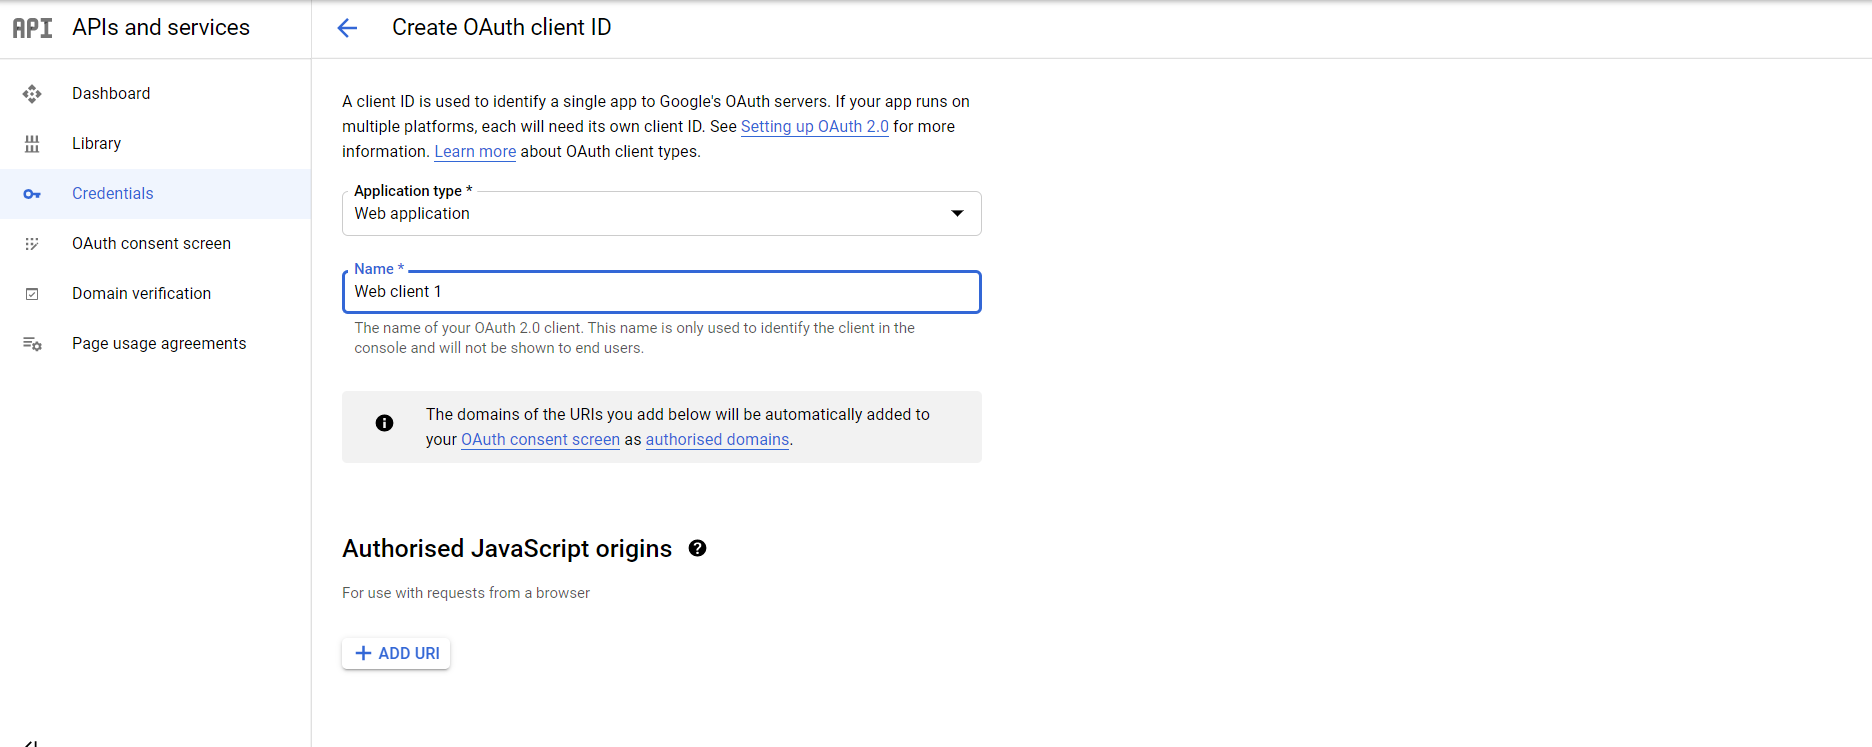 API APIs and services
Create OAuth client ID
Dashboard
Library
Credentials
OAuth consent screen
Domain verification
Page usage agreements
A client ID is used to identify a single app to Google's OAuth servers. If your app runs on
multiple platforms, each will need its own client ID. See Setting up OAuth 2.0 for more
information. Learn more about OAuth client types.
Application type *
Web application
Name *
Web client 1
The name of your OAuth 2.0 client. This name is only used to identify the client in the
console and will not be shown to end users.
The domains of the URIs you add below will be automatically added to
your OAuth consent screen as authorised domains.
Authorised JavaScript origins
For use with requests from a browser
ADD URI